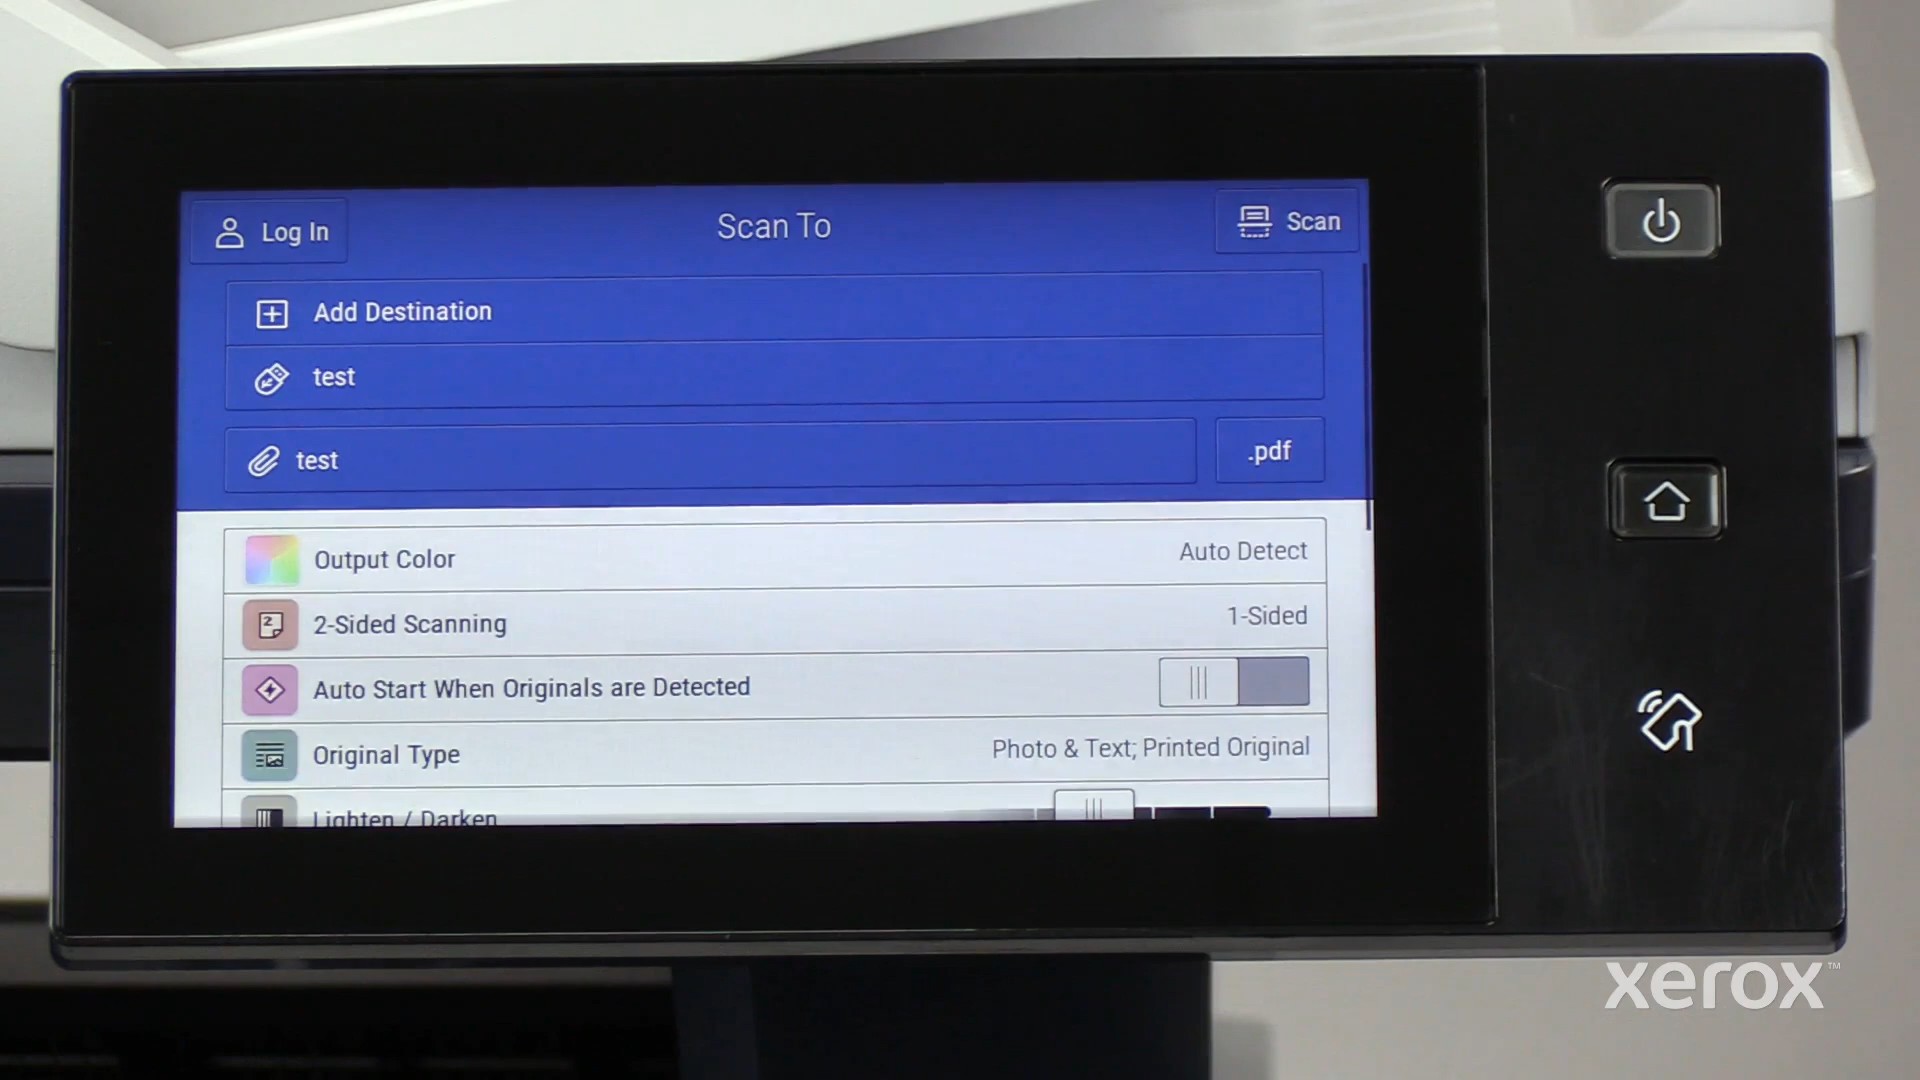 Log In
Scan To
Scan
Add Destination
test
test
.pdf
Output Color
Auto Detect
2-Sided Scanning
1-Sided
Auto Start When Originals are Detected
Original Type
Photo & Text; Printed Original
Lighten / Darken
xerox™